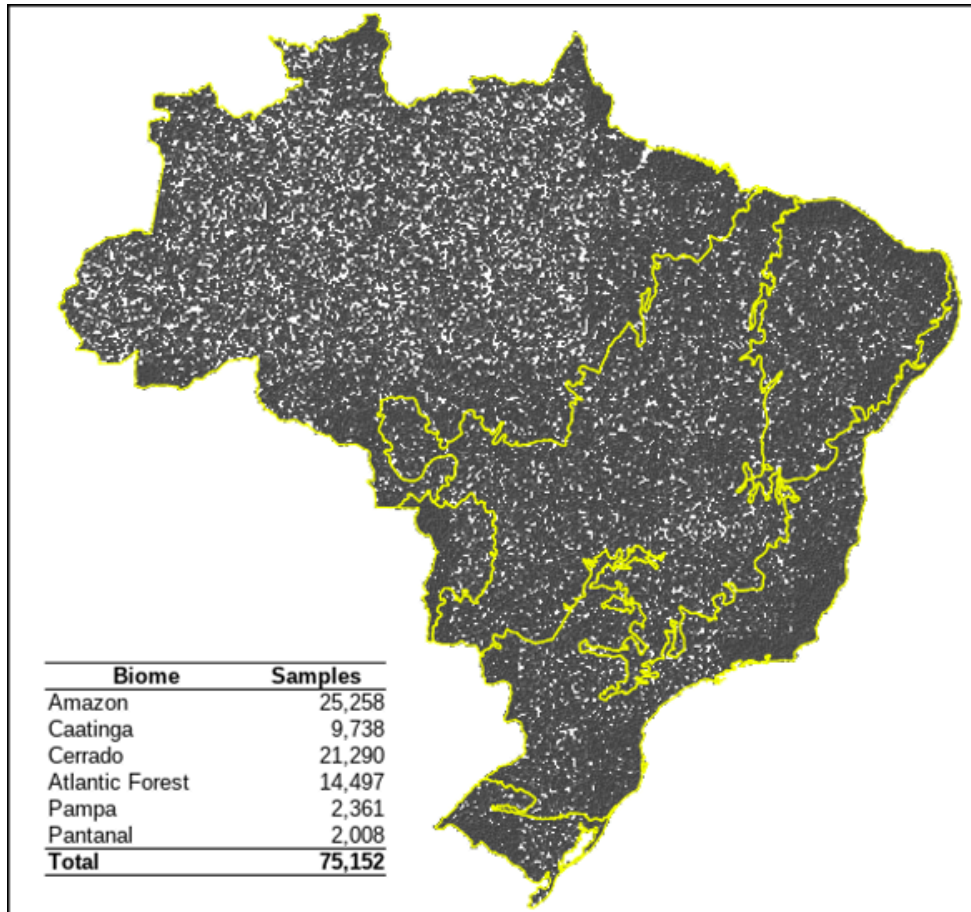 Biome Samples
Amazon 25,258
Caatinga 9,738
Cerrado 21,290
Atlantic Forest 14,497
Pampa 2,361
Pantanal 2,008
Total 75,152